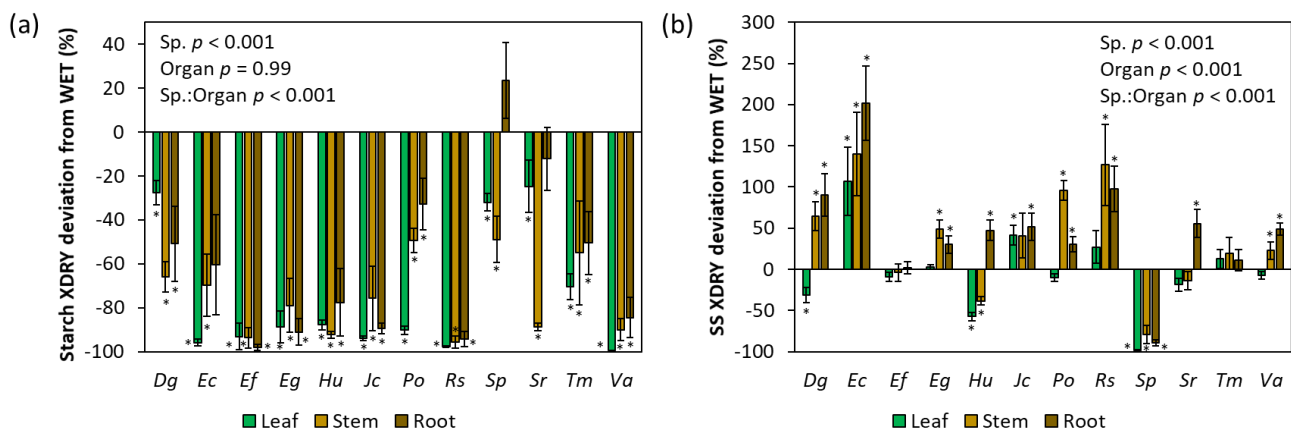 (a)
Starch XDRY deviation from WET (%)
Sp. p < 0.001
Organ p = 0.99
Sp.:Organ p < 0.001
40
20
0
-20
-40
-60
-80
-100
* * * * * * * * * * * * * * * * * * * * * * * * * * * * * * *
Dg Ec Ef Eg Hu Jc Po Rs Sp Sr Tm Va
Leaf Stem Root
(b)
SS XDRY deviation from WET (%)
Sp. p < 0.001
Organ p < 0.001
Sp.:Organ p < 0.001
300
250
200
150
100
50
0
-50
-100
* * * * * * * * * * * * * * * * * * * * * *
Dg Ec Ef Eg Hu Jc Po Rs Sp Sr Tm Va
Leaf Stem Root